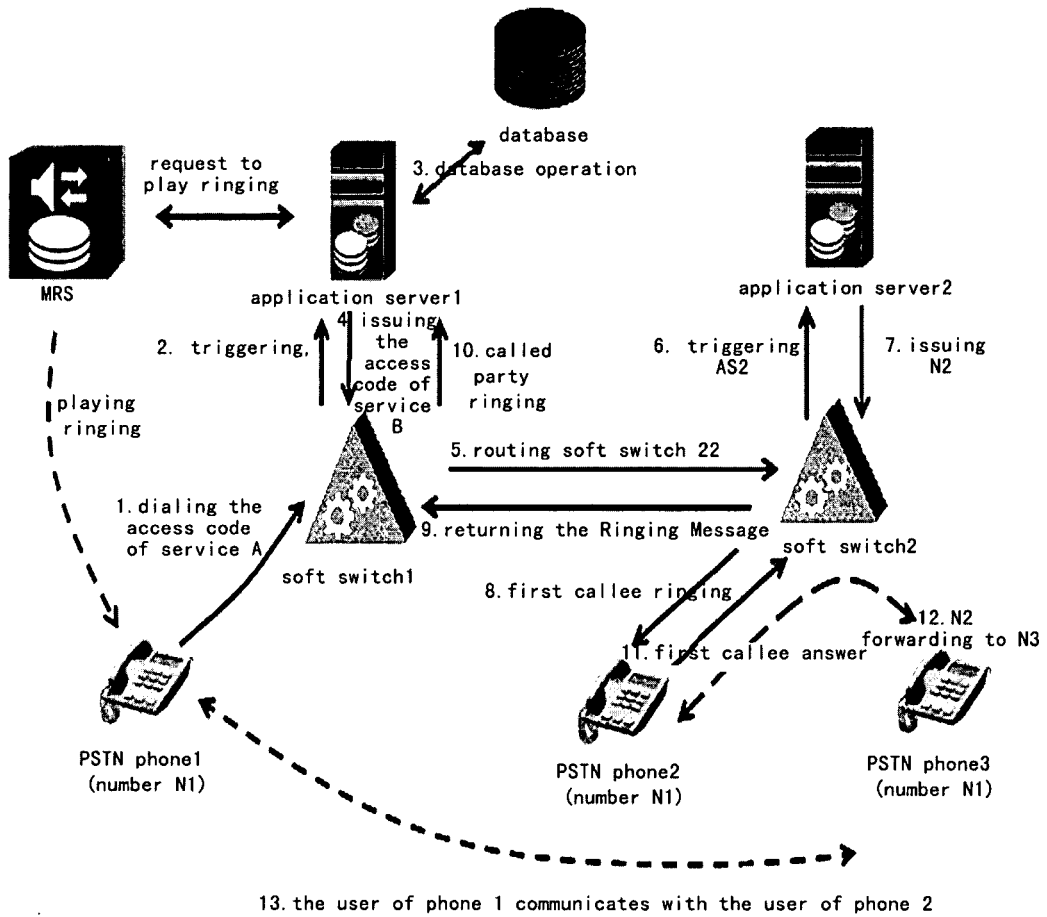 database
request to
play ringing
3. database operation
MRS
application server1
application server2
2. triggering,
4 issuing
the
access
code of
service
B
10. called
party
ringing
6. triggering
AS2
7. issuing
N2
playing
ringing
5. routing soft switch 22
1. dialing the
access code
of service A
9. returning the Ringing Message
soft switch1
soft switch2
8. first callee ringing
12. N2
forwarding to N3
11. first callee answer
PSTN phone1
(number N1)
PSTN phone2
(number N1)
PSTN phone3
(number N1)
13. the user of phone 1 communicates with the user of phone 2